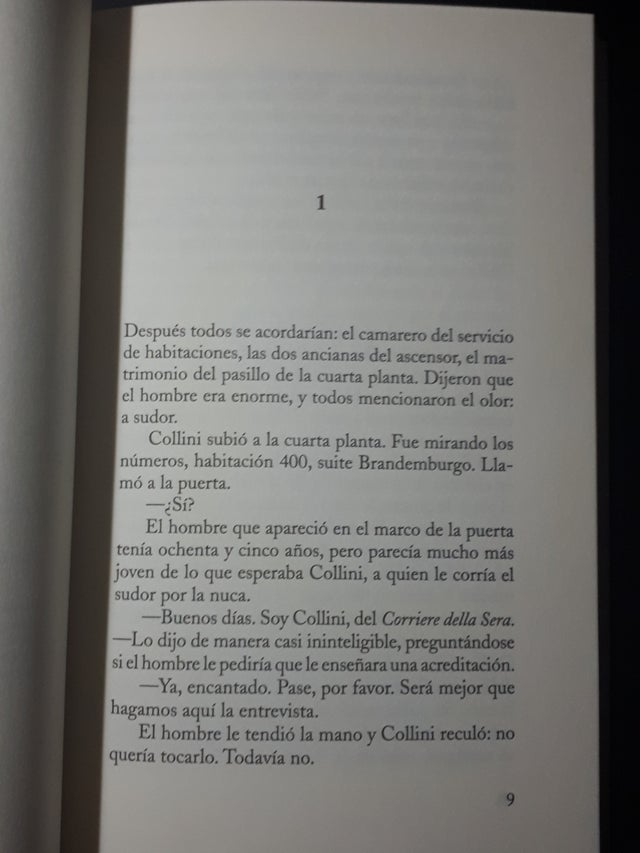 1
Después todos se acordarían: el camarero del servicio
de habitaciones, las dos ancianas del ascensor, el ma-
trimonio del pasillo de la cuarta planta. Dijeron que
el hombre era enorme, y todos mencionaron el olor:
a sudor.
Collini subió a la cuarta planta. Fue mirando los
números, habitación 400, suite Brandemburgo. Lla-
mó a la puerta.
—¿Sí?
El hombre que apareció en el marco de la puerta
tenía ochenta y cinco años, pero parecía mucho más
joven de lo que esperaba Collini, a quien le corría el
sudor por la nuca.
—Buenos días. Soy Collini, del Corriere della Sera.
—Lo dijo de manera casi ininteligible, preguntándose
si el hombre le pediría que le enseñara una acreditación.
—Ya, encantado. Pase, por favor. Será mejor que
hagamos aquí la entrevista.
El hombre le tendió la mano y Collini reculó: no
quería tocarlo. Todavía no.
9